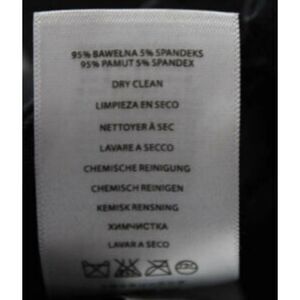 95% BAWEŁNA 5% SPANDEKS
95% PAMUT 5% SPANDEX
DRY CLEAN
LIMPIEZA EN SECO
NETTOYER À SEC
LAVARE A SECCO
CHEMISCHE REINIGUNG
CHEMISCH REINIGEN
KEMISK RENSNING
ХИМЧИСТКА
LAVAR A SECO